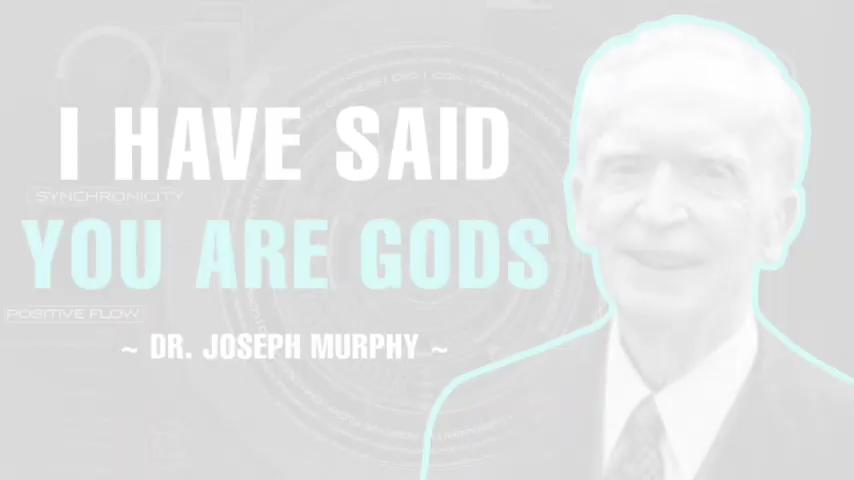 I HAVE SAID
SYNCHRONICITY
YOU ARE GODS
POSITIVE FLOW
~ DR. JOSEPH MURPHY ~